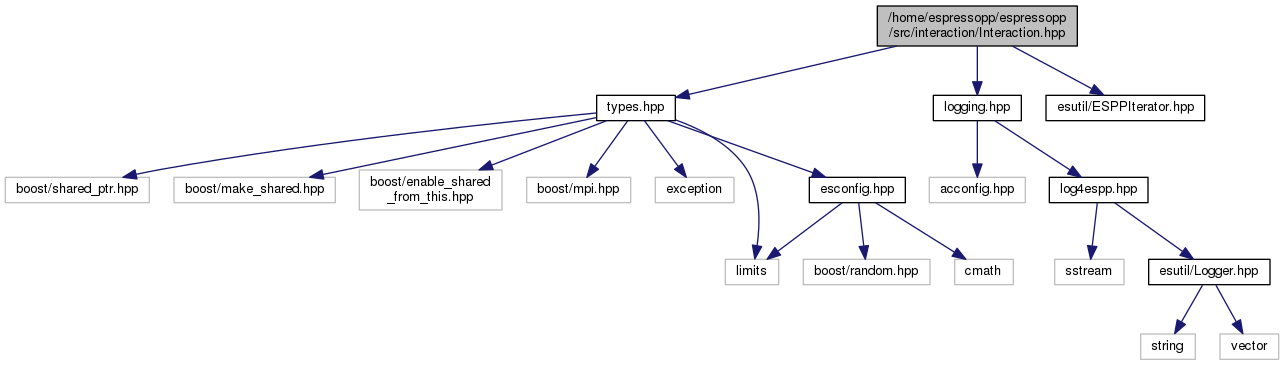 /home/espressopp/espressopp
/src/interaction/Interaction.hpp
types.hpp
logging.hpp
esutil/ESPPIterator.hpp
boost/shared_ptr.hpp
boost/make_shared.hpp
boost/enable_shared
_from_this.hpp
boost/mpi.hpp
exception
esconfig.hpp
acconfig.hpp
log4espp.hpp
limits
boost/random.hpp
cmath
sstream
esutil/Logger.hpp
string
vector